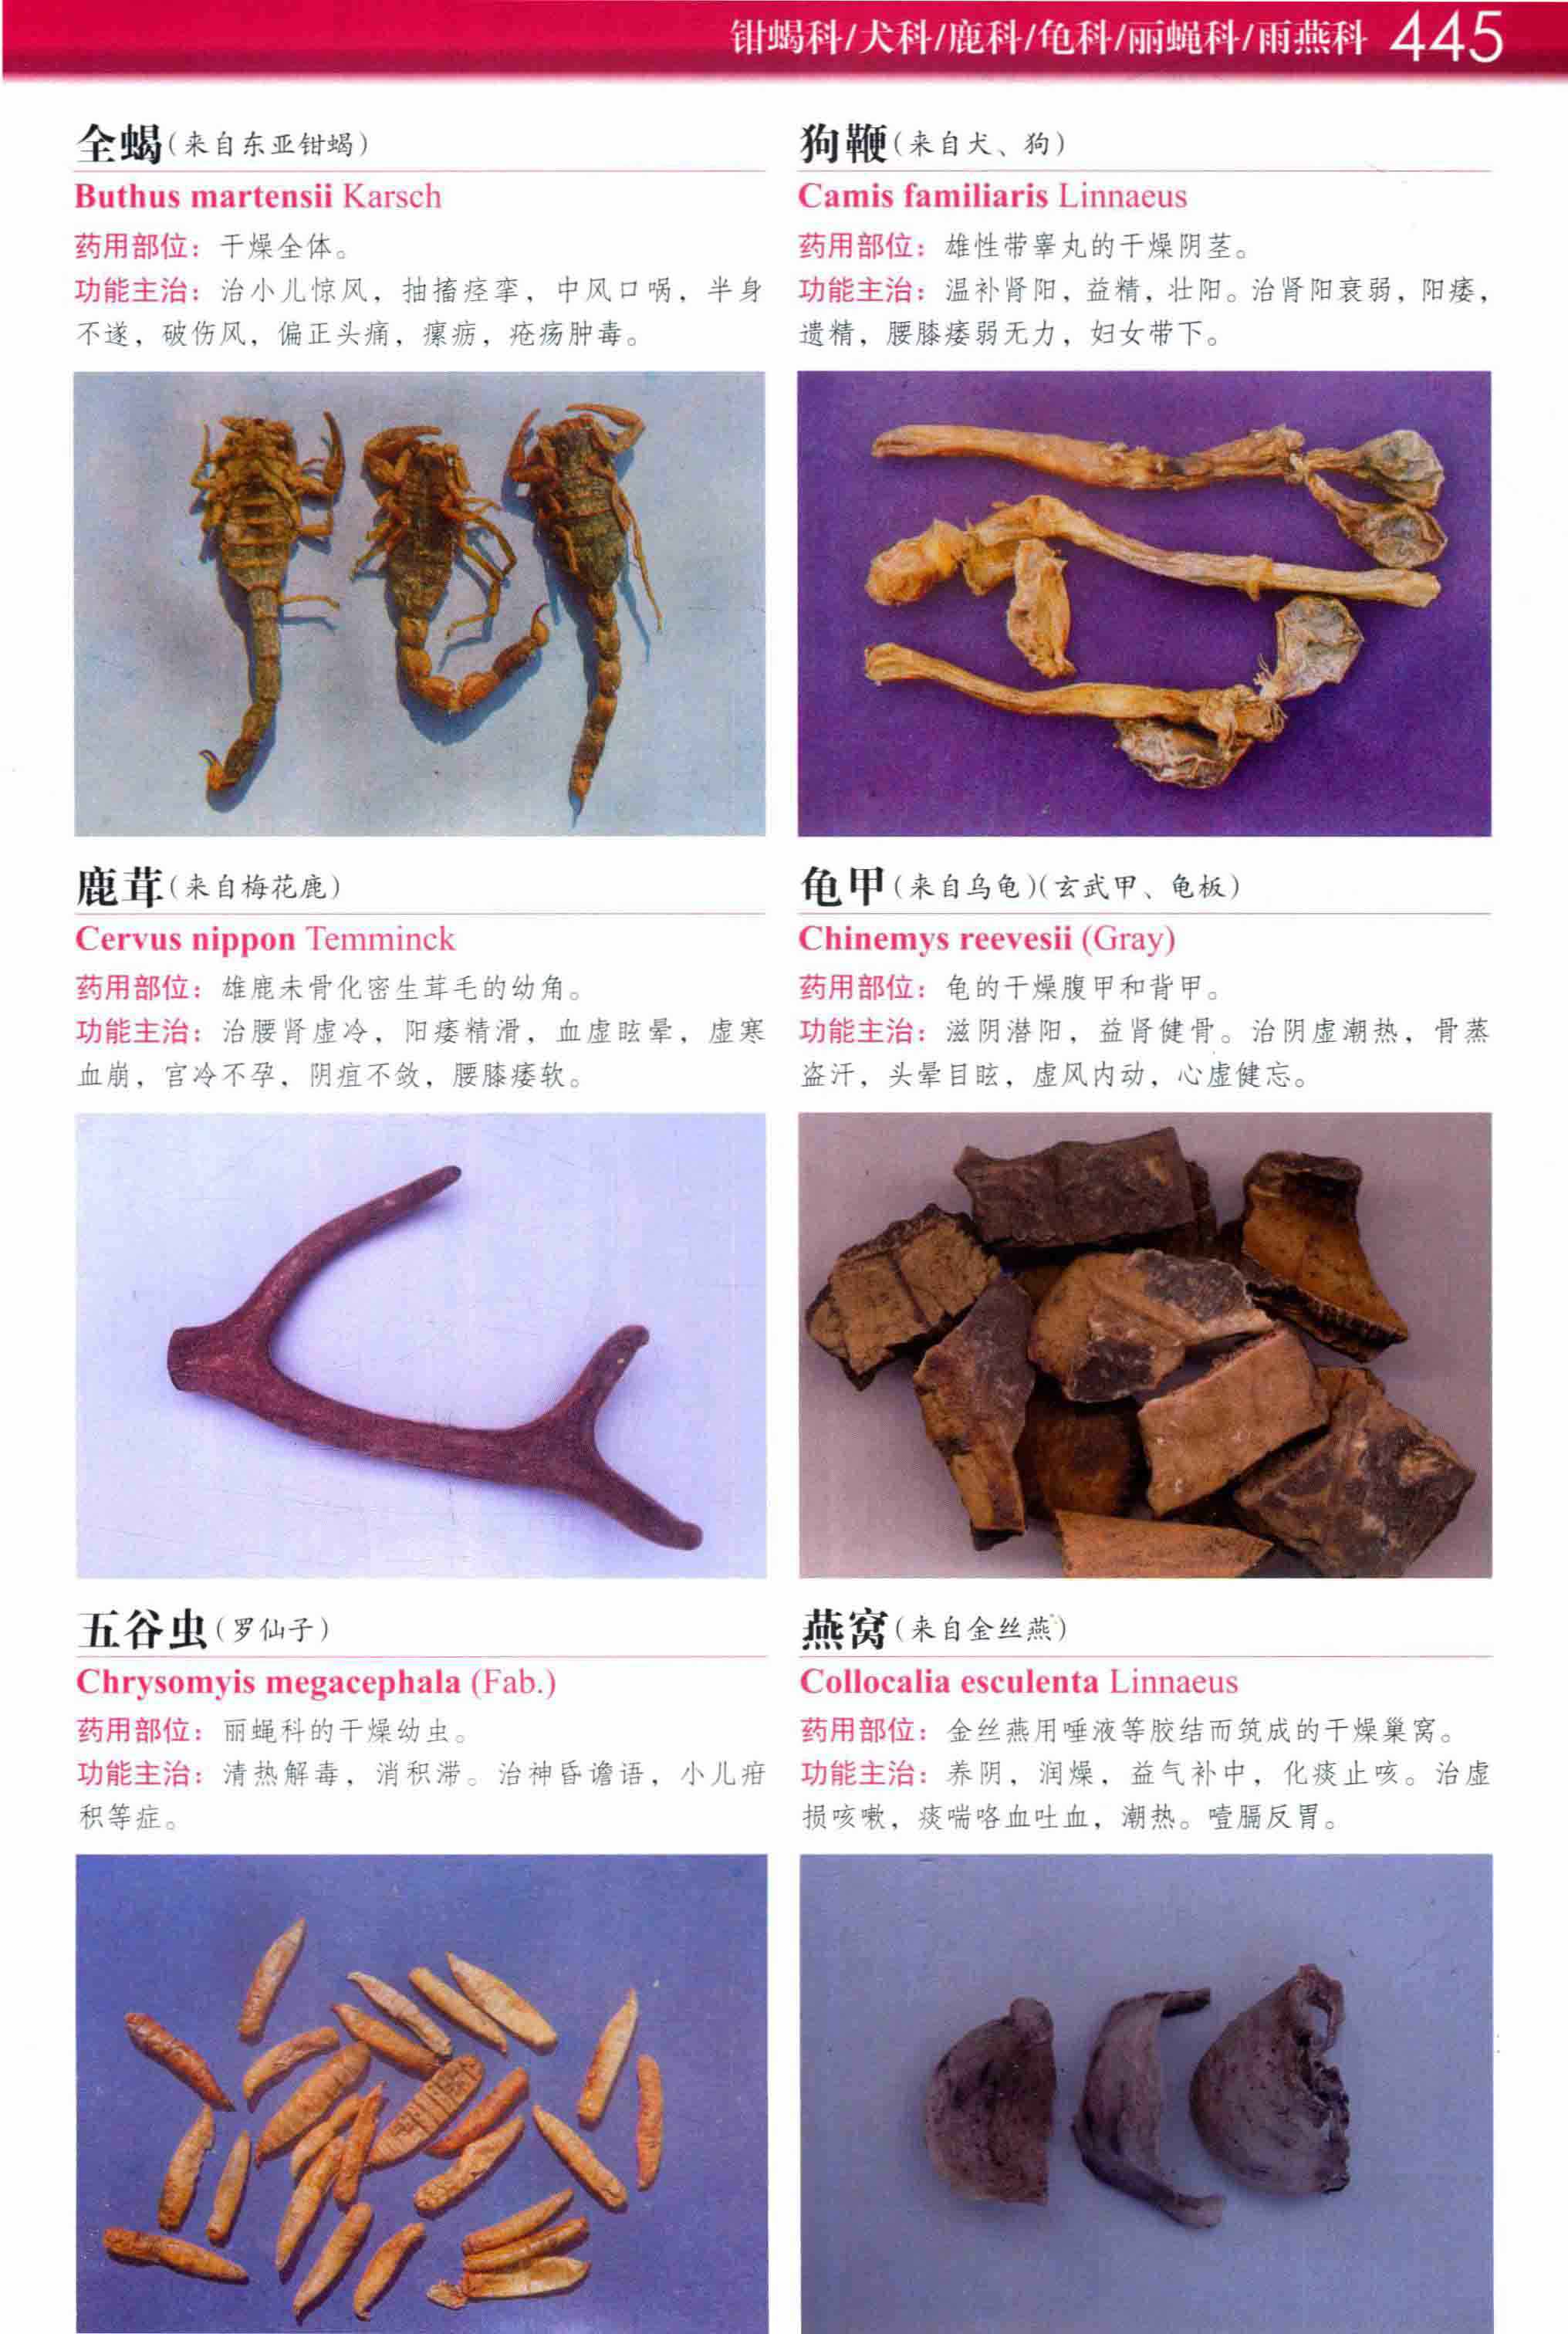 钳蝎科/犬科/鹿科/龟科/丽蝇科/雨燕科 445
全蝎(来自东亚钳蝎)
Buthus martensii Karsch
药用部位：干燥全体。
功能主治：治小儿惊风，抽搐痉挛，中风口㖞，半身
不遂，破伤风，偏正头痛，瘰疬，疮疡肿毒。
狗鞭(来自犬、狗)
Camis familiaris Linnaeus
药用部位：雄性带睾丸的干燥阴茎。
功能主治：温补肾阳，益精，壮阳。治肾阳衰弱，阳痿，
遗精，腰膝痿弱无力，妇女带下。
鹿茸(来自梅花鹿)
Cervus nippon Temminck
药用部位：雄鹿未骨化密生茸毛的幼角。
功能主治：治腰肾虚冷，阳痿精滑，血虚眩晕，虚寒
血崩，宫冷不孕，阴疽不敛，腰膝痿软。
龟甲(来自乌龟)(玄武甲、龟板)
Chinemys reevesii (Gray)
药用部位：龟的干燥腹甲和背甲。
功能主治：滋阴潜阳，益肾健骨。治阴虚潮热，骨蒸
盗汗，头晕目眩，虚风内动，心虚健忘。
五谷虫(罗仙子)
Chrysomyis megacephala (Fab.)
药用部位：丽蝇科的干燥幼虫。
功能主治：清热解毒，消积滞。治神昏谵语，小儿疳
积等症。
燕窝(来自金丝燕)
Collocalia esculenta Linnaeus
药用部位：金丝燕用唾液等胶结而筑成的干燥巢窝。
功能主治：养阴，润燥，益气补中，化痰止咳。治虚
损咳嗽，痰喘咯血吐血，潮热。噎膈反胃。